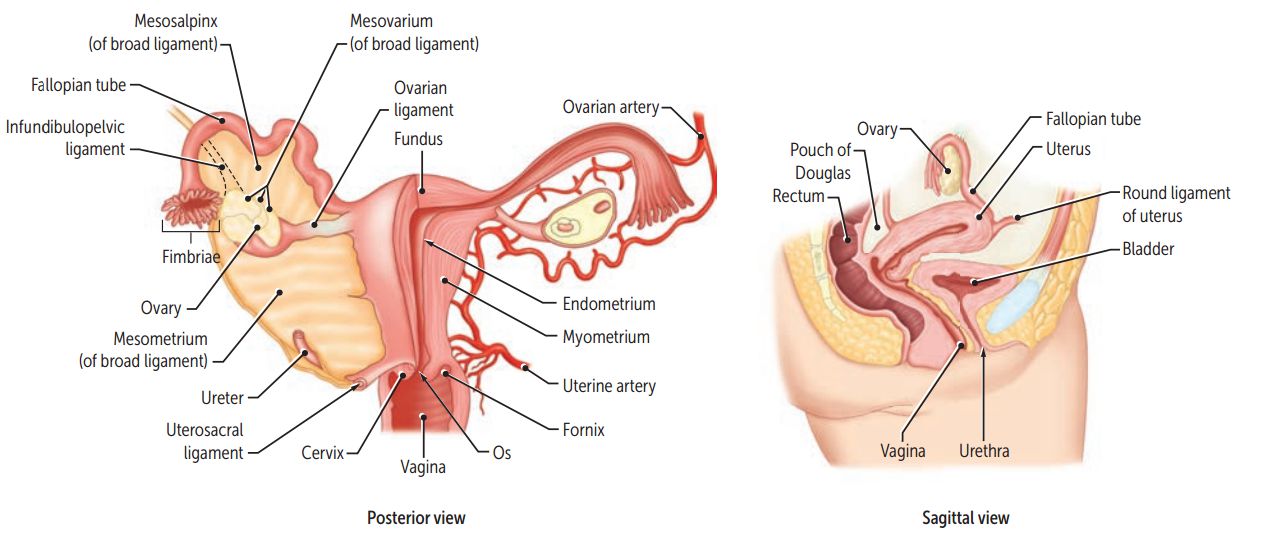 Mesosalpinx
(of broad ligament)
Mesovarium
(of broad ligament)
Fallopian tube
Ovarian
ligament
Infundibulopelvic
ligament
Fundus
Ovarian artery
Fimbriae
Ovary
Mesometrium
(of broad ligament)
Ureter
Uterosacral
ligament
Cervix
Vagina
Os
Endometrium
Myometrium
Uterine artery
Fornix
Posterior view
Ovary
Pouch of
Douglas
Rectum
Fallopian tube
Uterus
Round ligament
of uterus
Bladder
Vagina
Urethra
Sagittal view